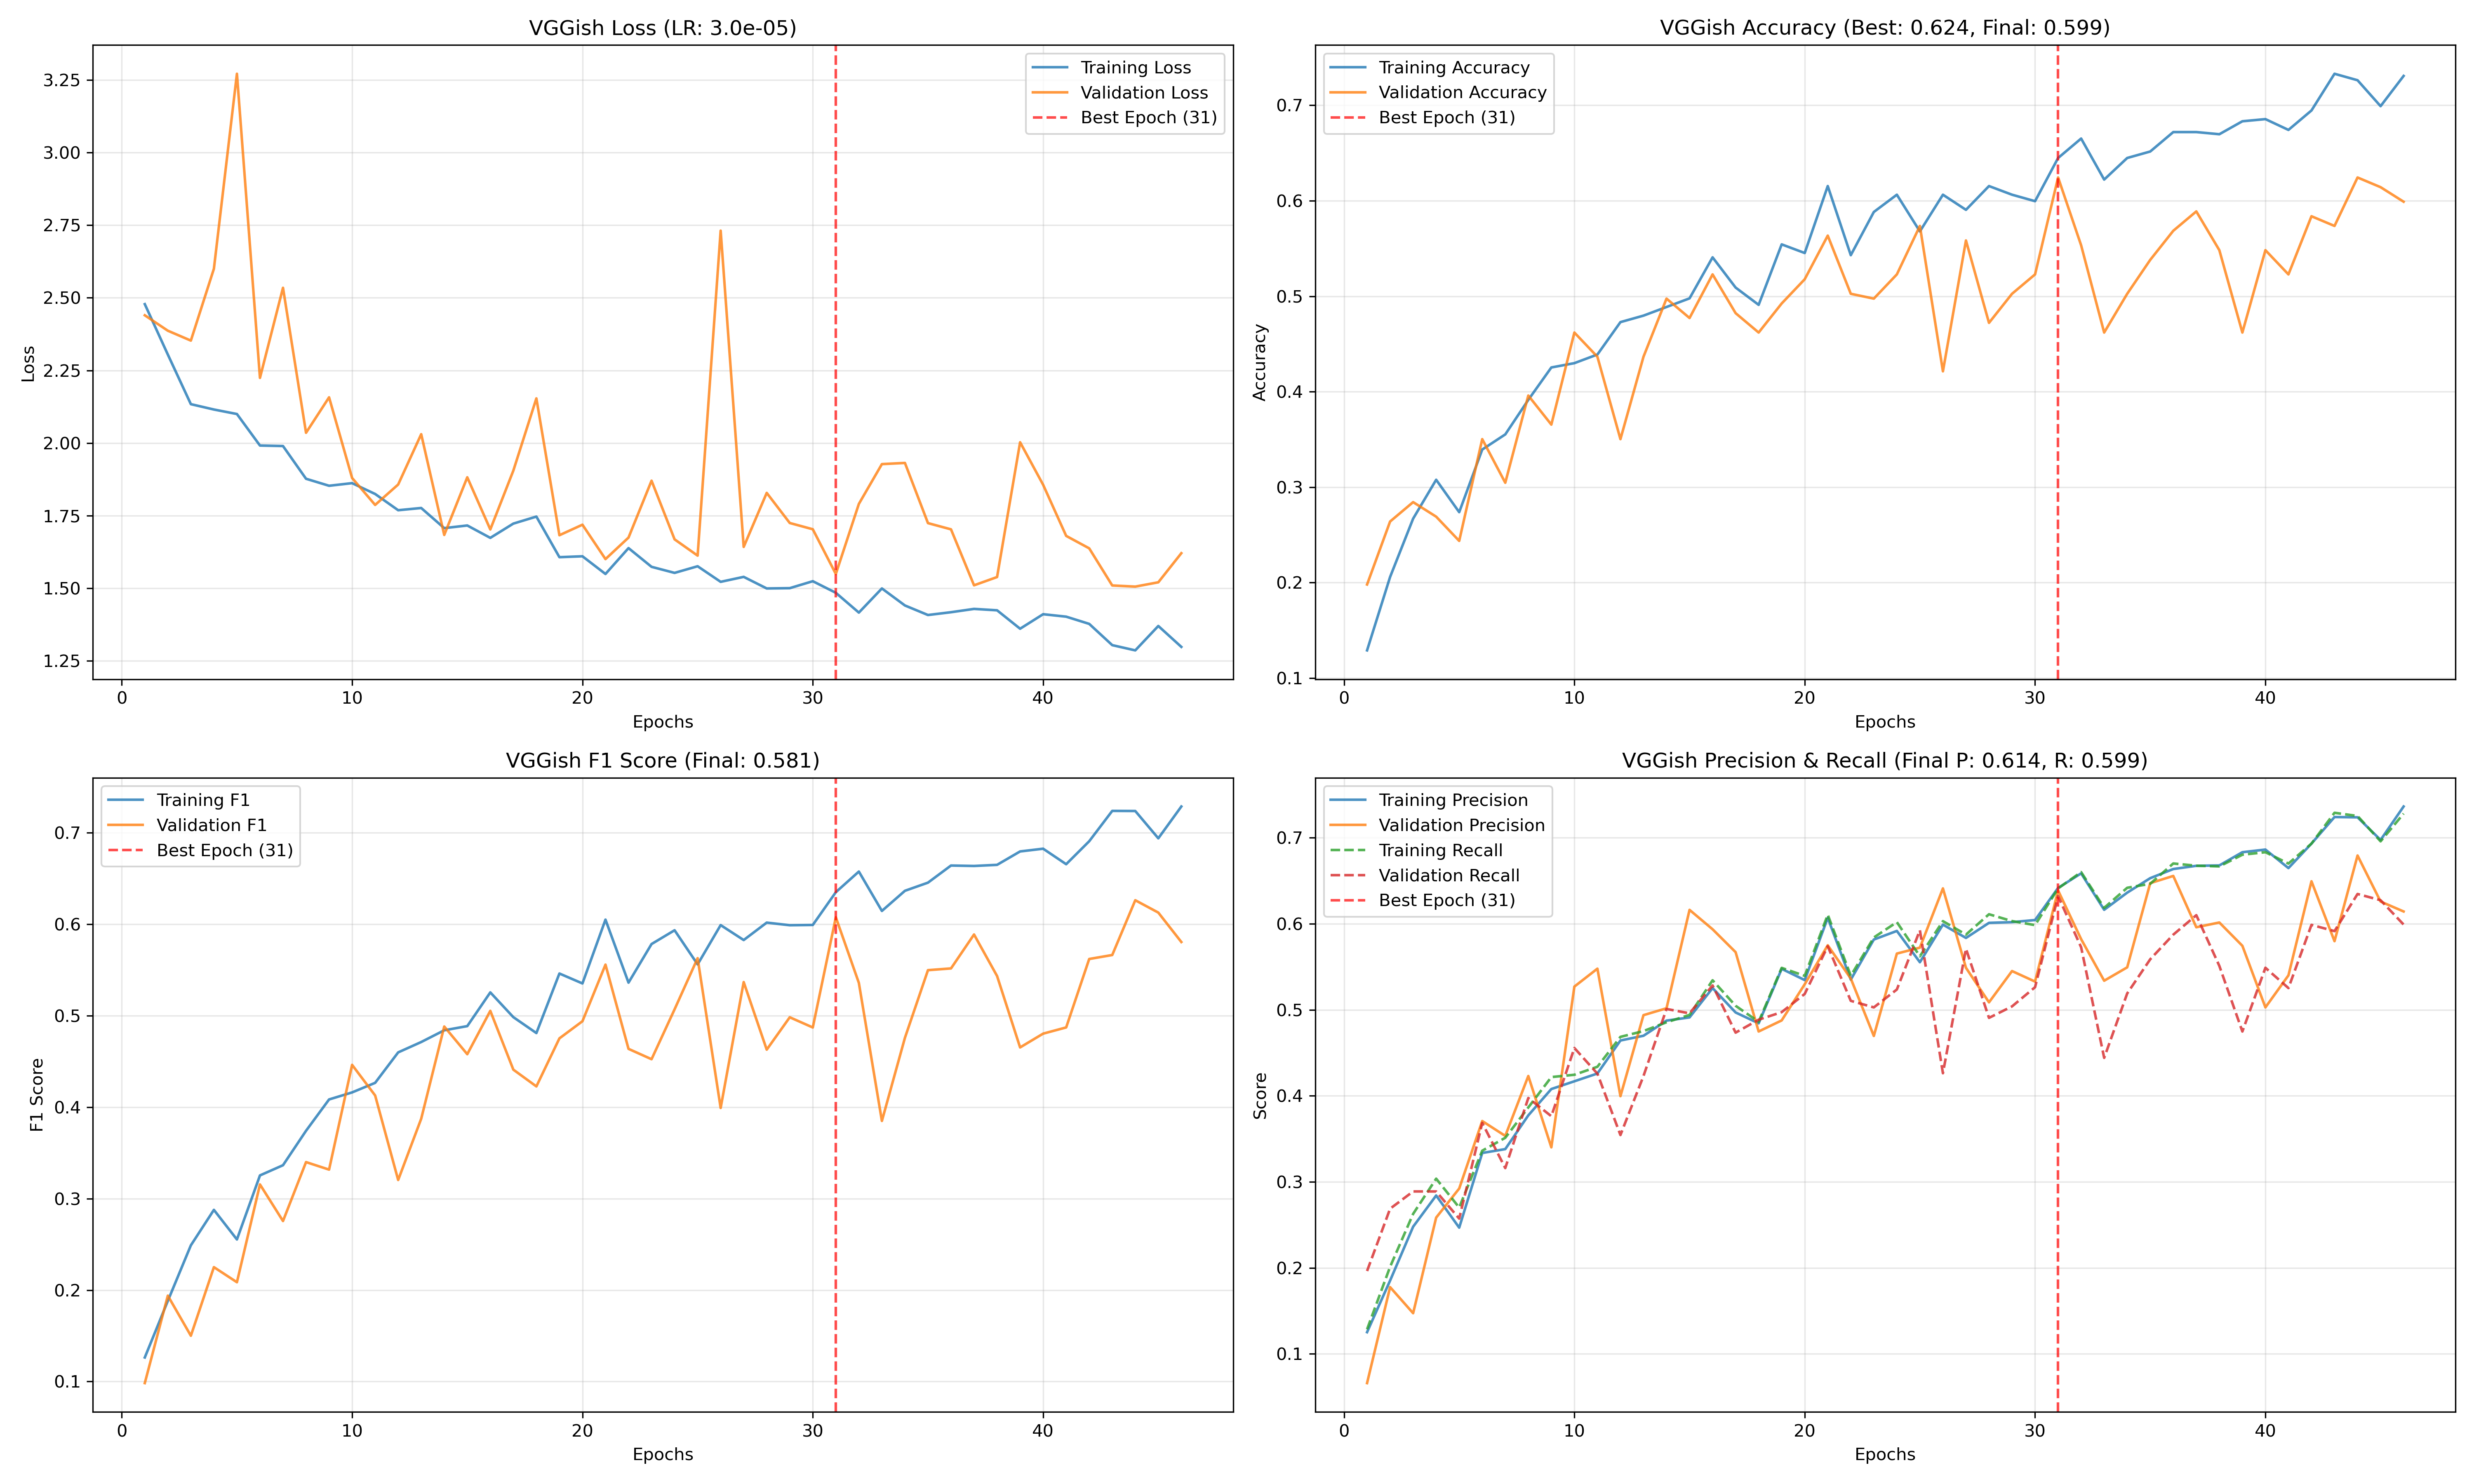 VGGish Loss (LR: 3.0e-05)
Loss
3.25
3.00
2.75
2.50
2.25
2.00
1.75
1.50
1.25
Training Loss
Validation Loss
Best Epoch (31)
0 10 20 30 40
Epochs
VGGish Accuracy (Best: 0.624, Final: 0.599)
Accuracy
0.7
0.6
0.5
0.4
0.3
0.2
0.1
Training Accuracy
Validation Accuracy
Best Epoch (31)
0 10 20 30 40
Epochs
VGGish F1 Score (Final: 0.581)
F1 Score
0.7
0.6
0.5
0.4
0.3
0.2
0.1
Training F1
Validation F1
Best Epoch (31)
0 10 20 30 40
Epochs
VGGish Precision & Recall (Final P: 0.614, R: 0.599)
Score
0.7
0.6
0.5
0.4
0.3
0.2
0.1
Training Precision
Validation Precision
Training Recall
Validation Recall
Best Epoch (31)
0 10 20 30 40
Epochs